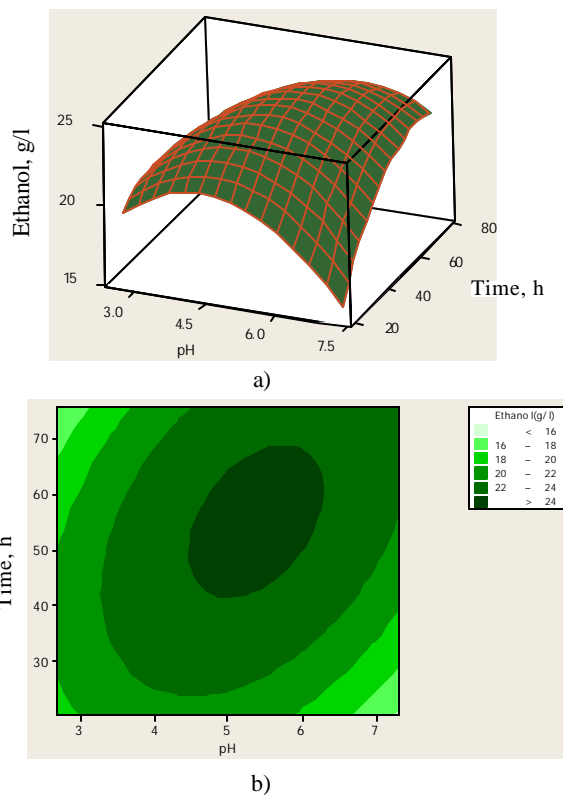 25
20
15
Ethanol, g/l
3.0
4.5
6.0
7.5
pH
20
40
60
80
Time, h
a)
70
60
50
40
30
Time, h
3 4 5 6 7
pH
Ethano l(g/ l)
< 16
16 – 18
18 – 20
20 – 22
22 – 24
> 24
b)